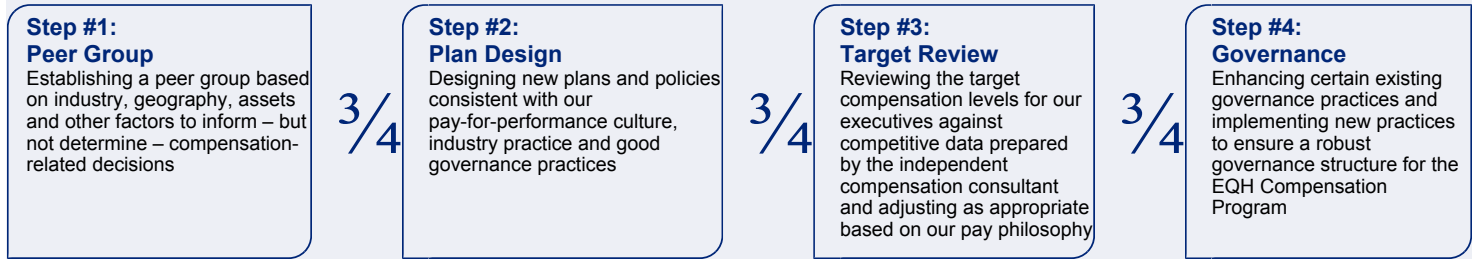 Step #1:
Peer Group
Establishing a peer group based
on industry, geography, assets
and other factors to inform – but
not determine – compensation-
related decisions
¾
Step #2:
Plan Design
Designing new plans and policies
consistent with our
pay-for-performance culture,
industry practice and good
governance practices
¾
Step #3:
Target Review
Reviewing the target
compensation levels for our
executives against
competitive data prepared
by the independent
compensation consultant
and adjusting as appropriate
based on our pay philosophy
¾
Step #4:
Governance
Enhancing certain existing
governance practices and
implementing new practices
to ensure a robust
governance structure for the
EQH Compensation
Program